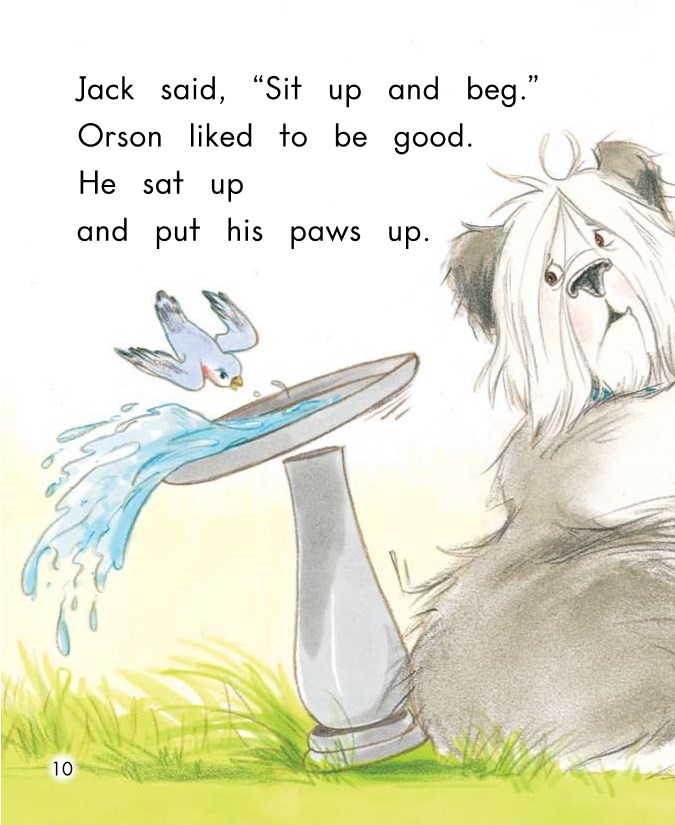 Jack said, “Sit up and beg.”
Orson liked to be good.
He sat up
and put his paws up.
10